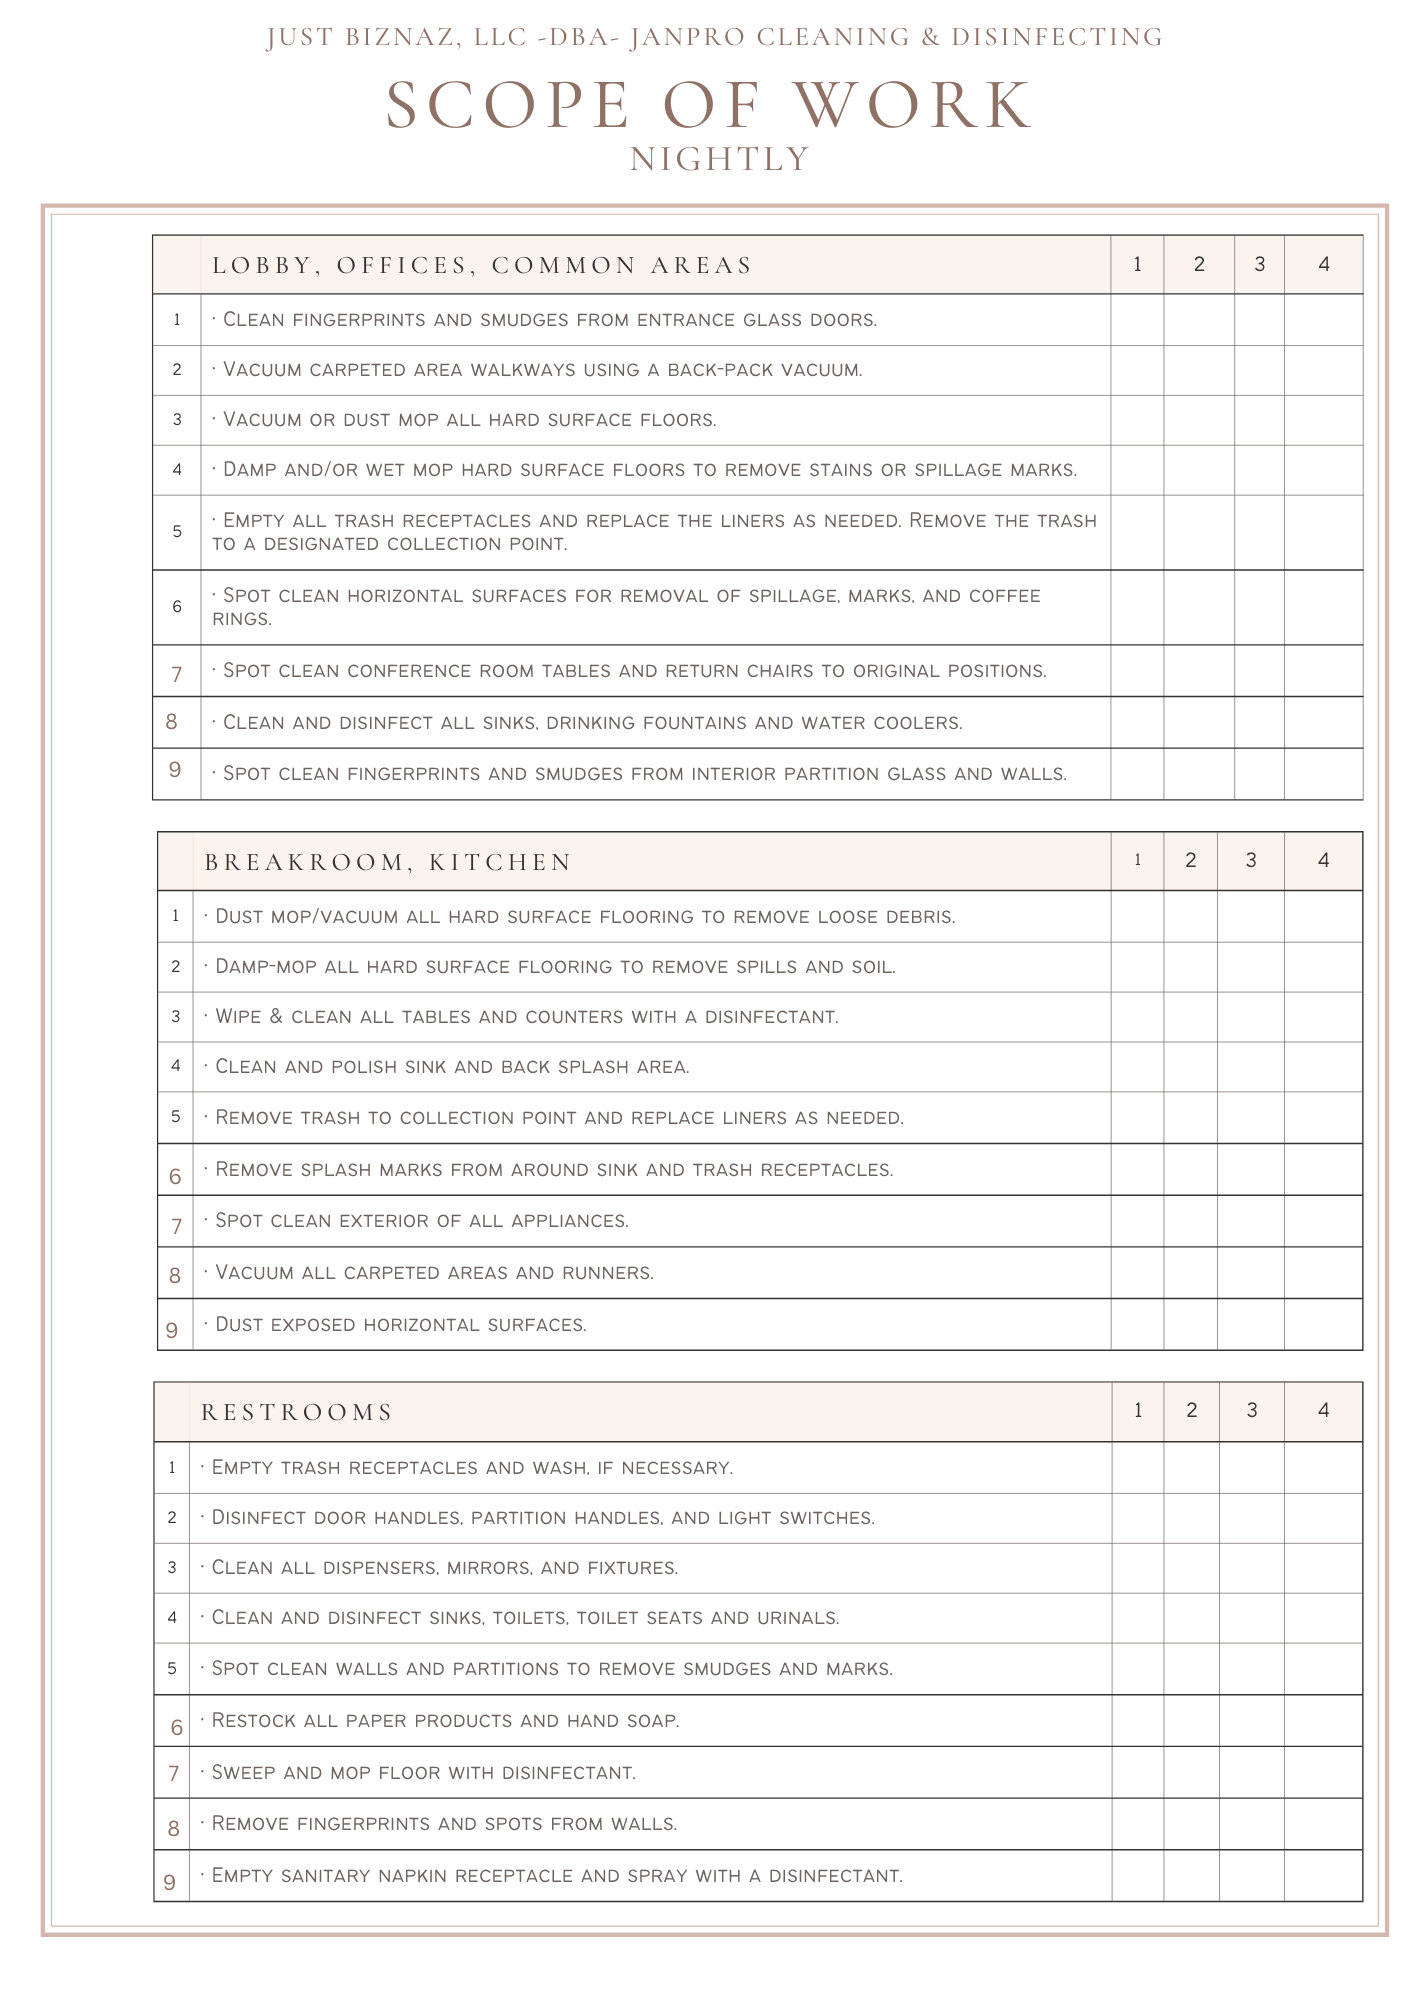 JUST BIZNAZ, LLC -DBA- JANPRO CLEANING & DISINFECTING
SCOPE OF WORK
NIGHTLY
LOBBY, OFFICES, COMMON AREAS 1 2 3 4
1 · Clean fingerprints and smudges from entrance glass doors.
2 · Vacuum carpeted area walkways using a back-pack vacuum.
3 · Vacuum or dust mop all hard surface floors.
4 · Damp and/or wet mop hard surface floors to remove stains or spillage marks.
5 · Empty all trash receptacles and replace the liners as needed. Remove the trash
to a designated collection point.
6 · Spot clean horizontal surfaces for removal of spillage, marks, and coffee
rings.
7 · Spot clean conference room tables and return chairs to original positions.
8 · Clean and disinfect all sinks, drinking fountains and water coolers.
9 · Spot clean fingerprints and smudges from interior partition glass and walls.
BREAKROOM, KITCHEN 1 2 3 4
1 · Dust mop/vacuum all hard surface flooring to remove loose debris.
2 · Damp-mop all hard surface flooring to remove spills and soil.
3 · Wipe & clean all tables and counters with a disinfectant.
4 · Clean and polish sink and back splash area.
5 · Remove trash to collection point and replace liners as needed.
6 · Remove splash marks from around sink and trash receptacles.
7 · Spot clean exterior of all appliances.
8 · Vacuum all carpeted areas and runners.
9 · Dust exposed horizontal surfaces.
RESTROOMS 1 2 3 4
1 · Empty trash receptacles and wash, if necessary.
2 · Disinfect door handles, partition handles, and light switches.
3 · Clean all dispensers, mirrors, and fixtures.
4 · Clean and disinfect sinks, toilets, toilet seats and urinals.
5 · Spot clean walls and partitions to remove smudges and marks.
6 · Restock all paper products and hand soap.
7 · Sweep and mop floor with disinfectant.
8 · Remove fingerprints and spots from walls.
9 · Empty sanitary napkin receptacle and spray with a disinfectant.